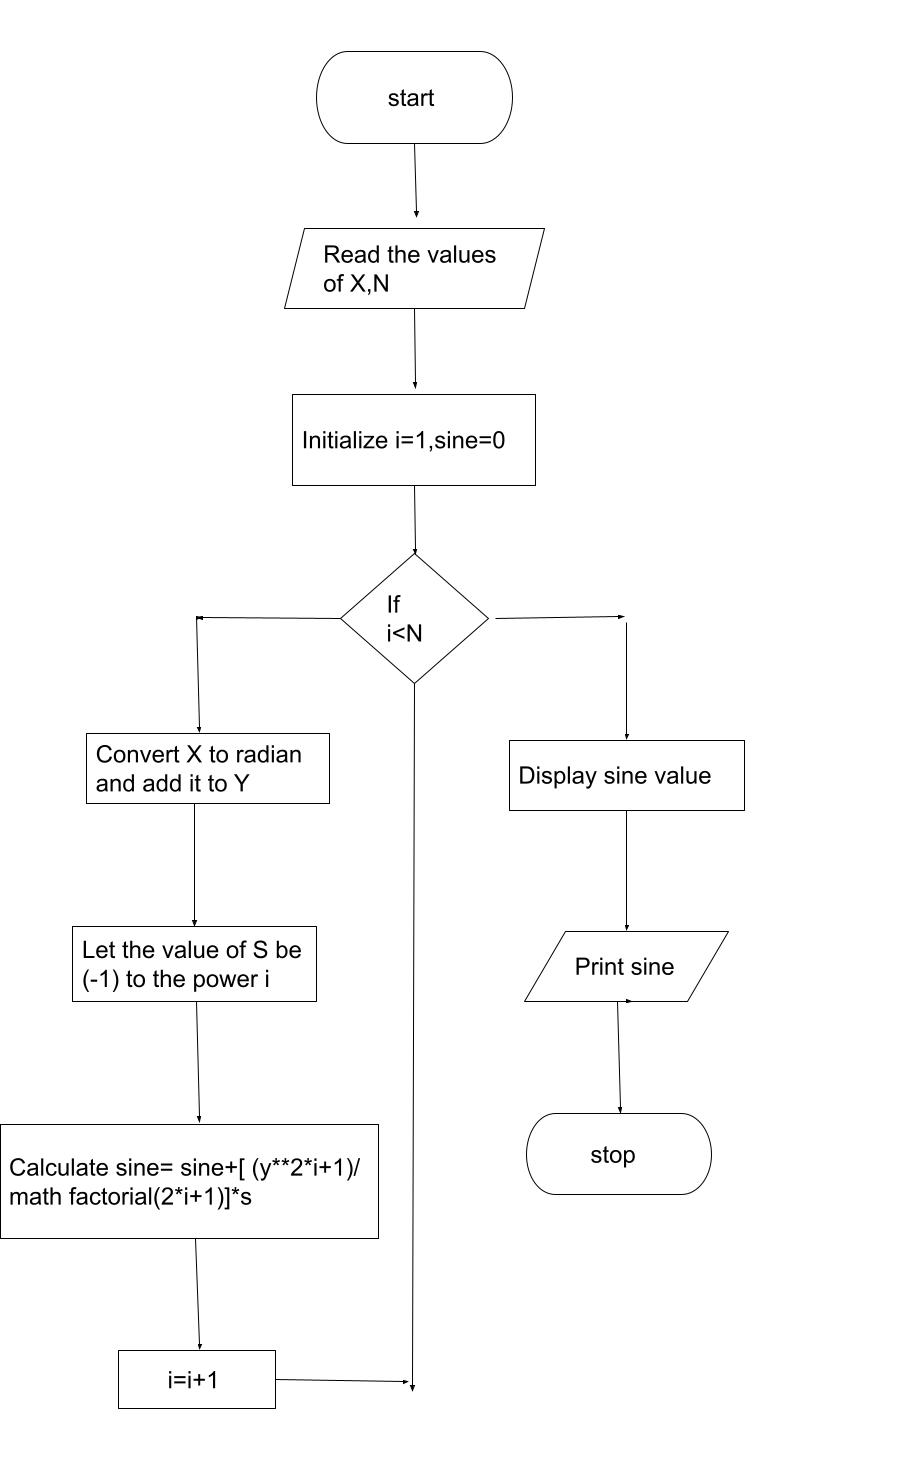 start
Read the values
of X,N
Initialize i=1,sine=0
If
i<N
Convert X to radian
and add it to Y
Let the value of S be
(-1) to the power i
Calculate sine= sine+[ (y**2*i+1)/
math factorial(2*i+1)]*s
i=i+1
Display sine value
Print sine
stop